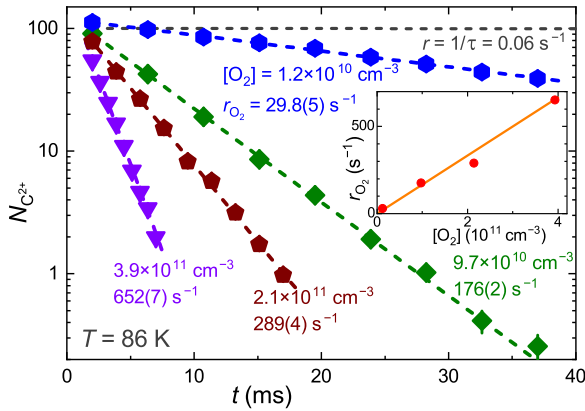 100
r = 1/τ = 0.06 s⁻¹
[O₂] = 1.2×10¹⁰ cm⁻³
r_O₂ = 29.8(5) s⁻¹
600
r_O₂ (s⁻¹)
0
0 2 4
[O₂] (10¹¹ cm⁻³)
10
N_C²⁺
3.9×10¹¹ cm⁻³
652(7) s⁻¹
2.1×10¹¹ cm⁻³
289(4) s⁻¹
9.7×10¹⁰ cm⁻³
176(2) s⁻¹
1
T = 86 K
0 10 20 30 40
t (ms)